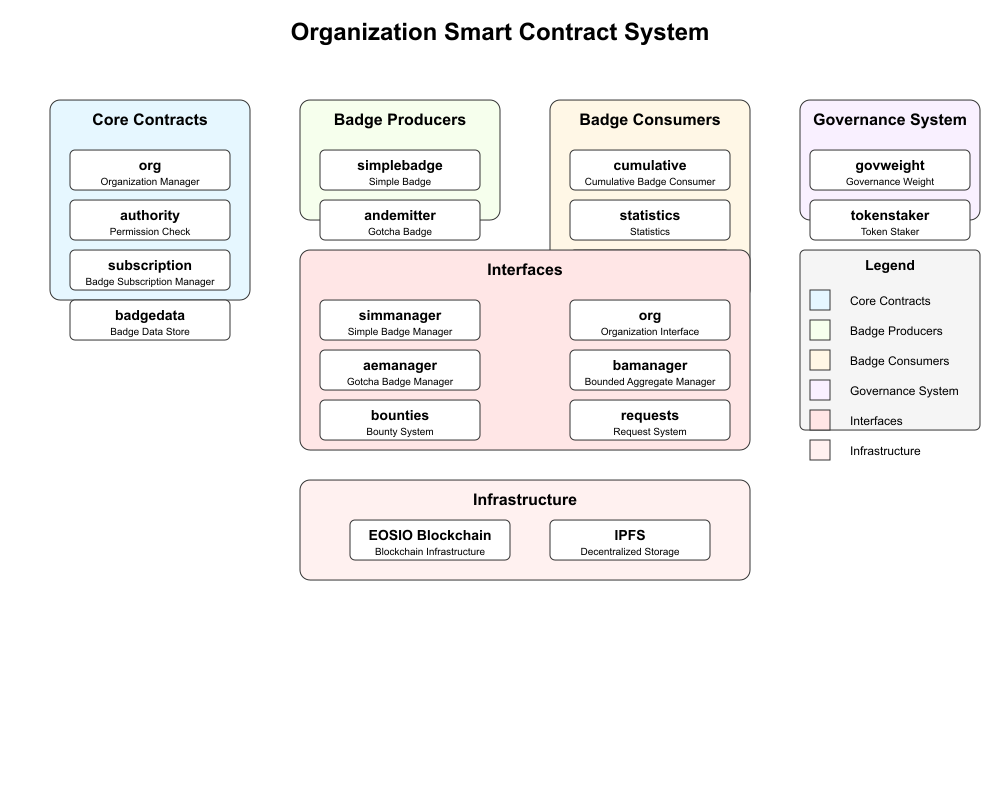 Organization Smart Contract System
Core Contracts
org
Organization Manager
authority
Permission Check
subscription
Badge Subscription Manager
badgedata
Badge Data Store
Badge Producers
simplebadge
Simple Badge
andemitter
Gotcha Badge
Badge Consumers
cumulative
Cumulative Badge Consumer
statistics
Statistics
Governance System
govweight
Governance Weight
tokenstaker
Token Staker
Interfaces
simmanager
Simple Badge Manager
org
Organization Interface
aemanager
Gotcha Badge Manager
bamanager
Bounded Aggregate Manager
bounties
Bounty System
requests
Request System
Legend
Core Contracts
Badge Producers
Badge Consumers
Governance System
Interfaces
Infrastructure
Infrastructure
EOSIO Blockchain
Blockchain Infrastructure
IPFS
Decentralized Storage